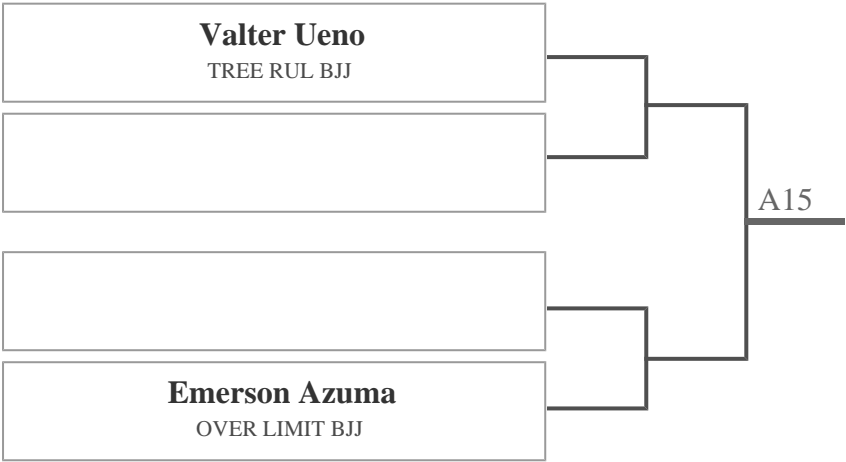 Valter Ueno
TREE RUL BJJ
A15
Emerson Azuma
OVER LIMIT BJJ